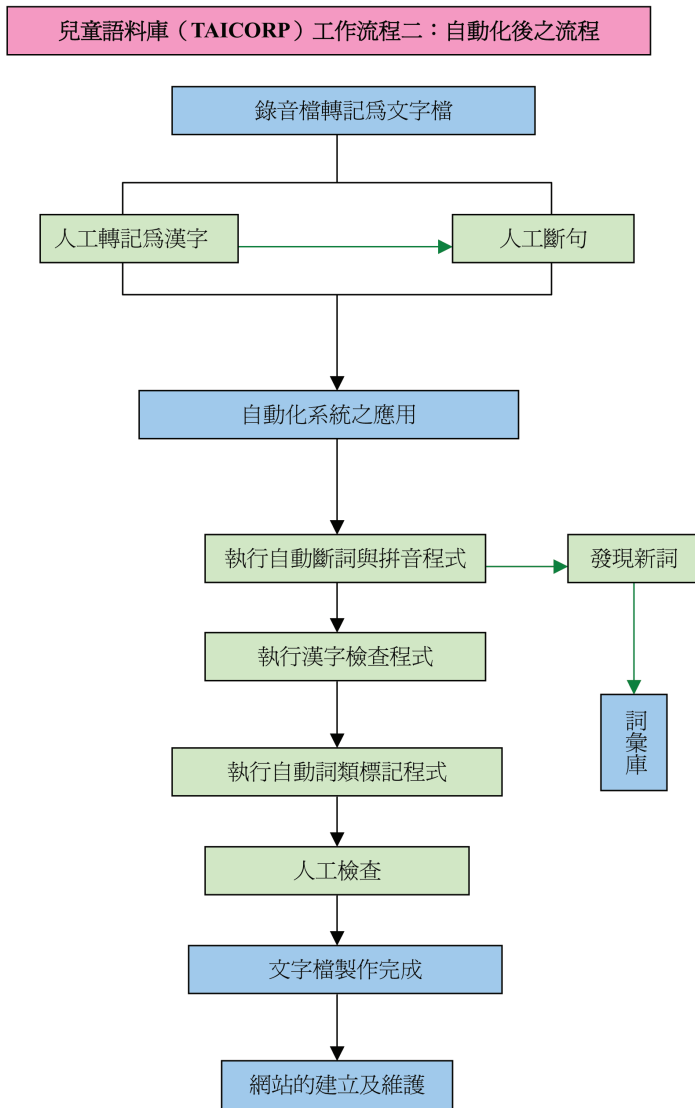 兒童語料庫（TAICORP）工作流程二：自動化後之流程
錄音檔轉記爲文字檔
人工轉記爲漢字
人工斷句
自動化系統之應用
執行自動斷詞與拼音程式
發現新詞
執行漢字檢查程式
詞彙庫
執行自動詞類標記程式
人工檢查
文字檔製作完成
網站的建立及維護